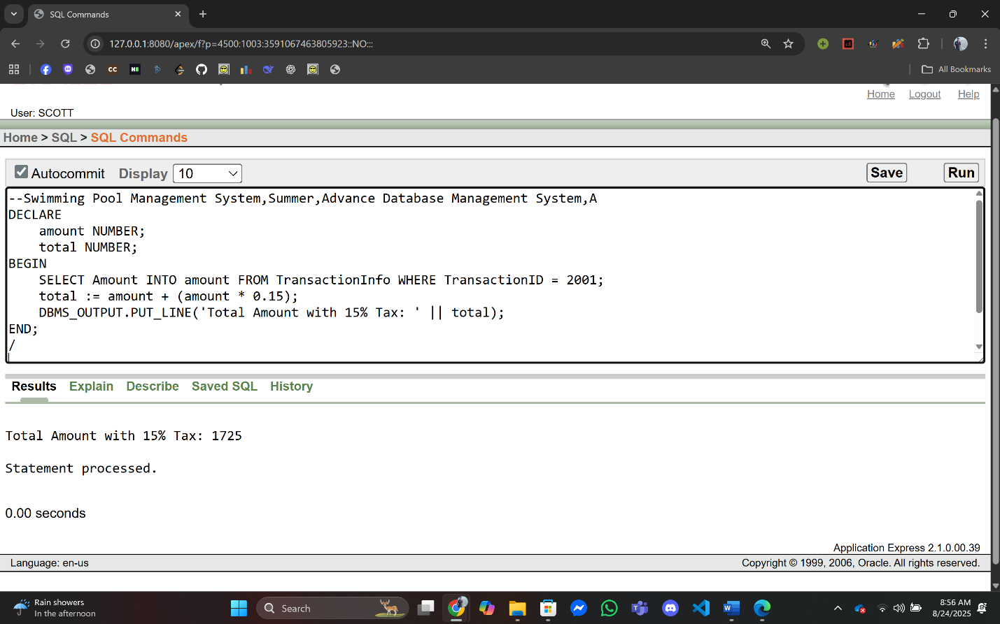 SQL Commands
127.0.0.1:8080/apex/f?p=4500:1003:3591067463805923::NO:::
All Bookmarks
Home Logout Help
User: SCOTT
Home > SQL > SQL Commands
Autocommit Display 10 Save Run
--Swimming Pool Management System,Summer,Advance Database Management System,A
DECLARE
    amount NUMBER;
    total NUMBER;
BEGIN
    SELECT Amount INTO amount FROM TransactionInfo WHERE TransactionID = 2001;
    total := amount + (amount * 0.15);
    DBMS_OUTPUT.PUT_LINE('Total Amount with 15% Tax: ' || total);
END;
/
Results Explain Describe Saved SQL History
Total Amount with 15% Tax: 1725
Statement processed.
0.00 seconds
Application Express 2.1.0.00.39
Language: en-us Copyright © 1999, 2006, Oracle. All rights reserved.
Rain showers
In the afternoon
Search
8:56 AM
8/24/2025